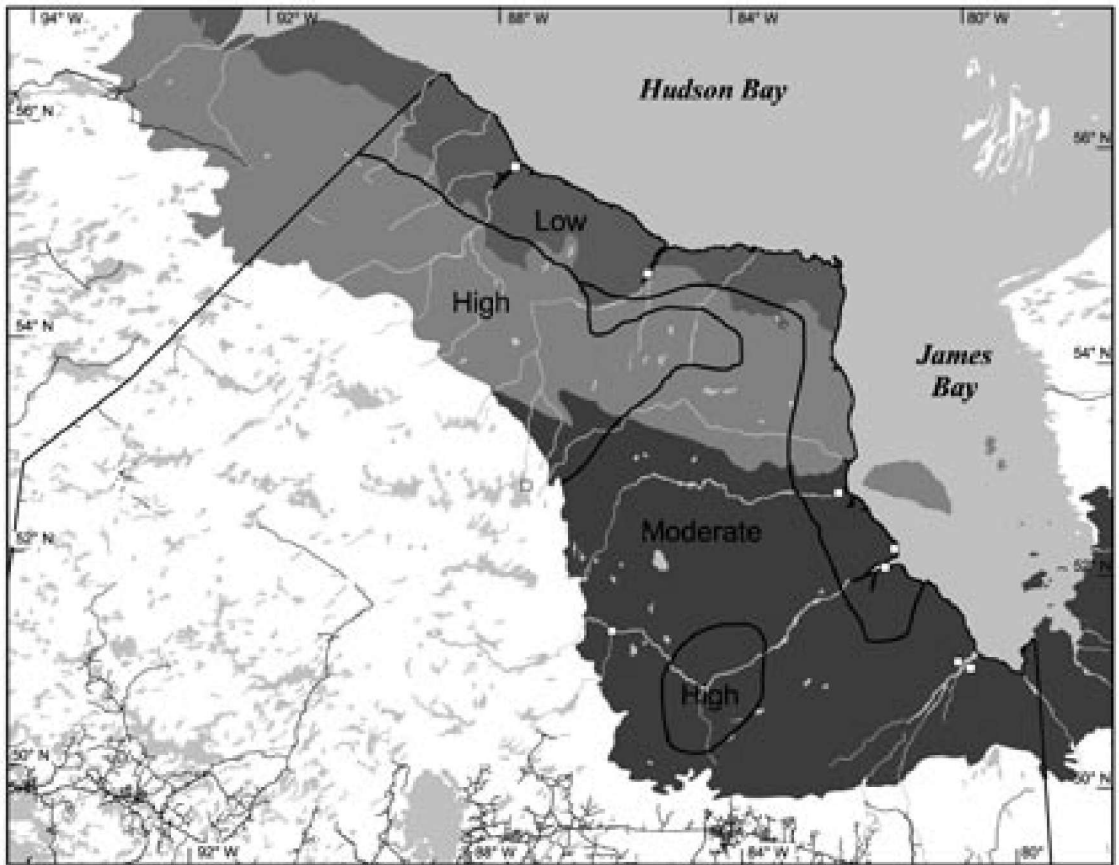 94° W
92° W
88° W
84° W
80° W
Hudson Bay
56° N
56° N
Low
High
54° N
54° N
James
Bay
Moderate
52° N
52° N
High
50° N
50° N
92° W
88° W
84° W
80°